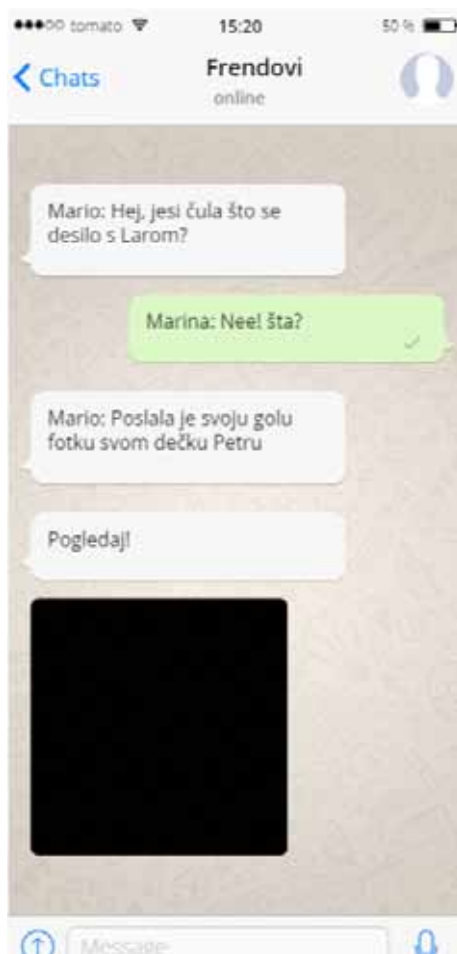 tomato 15:20 50 %
Chats Frendovi
online
Mario: Hej, jesi čula što se
desilo s Larom?
Marina: Nee! šta?
Mario: Poslala je svoju golu
fotku svom dečku Petru
Pogledaj!
Message